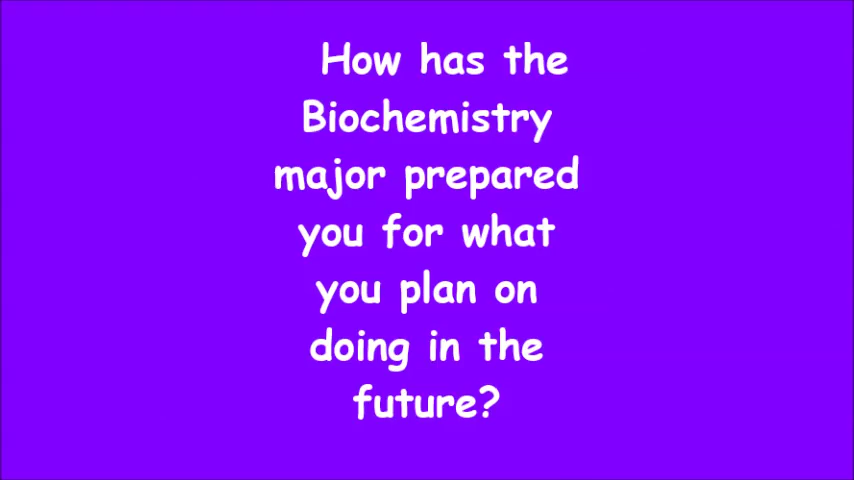 How has the
Biochemistry
major prepared
you for what
you plan on
doing in the
future?